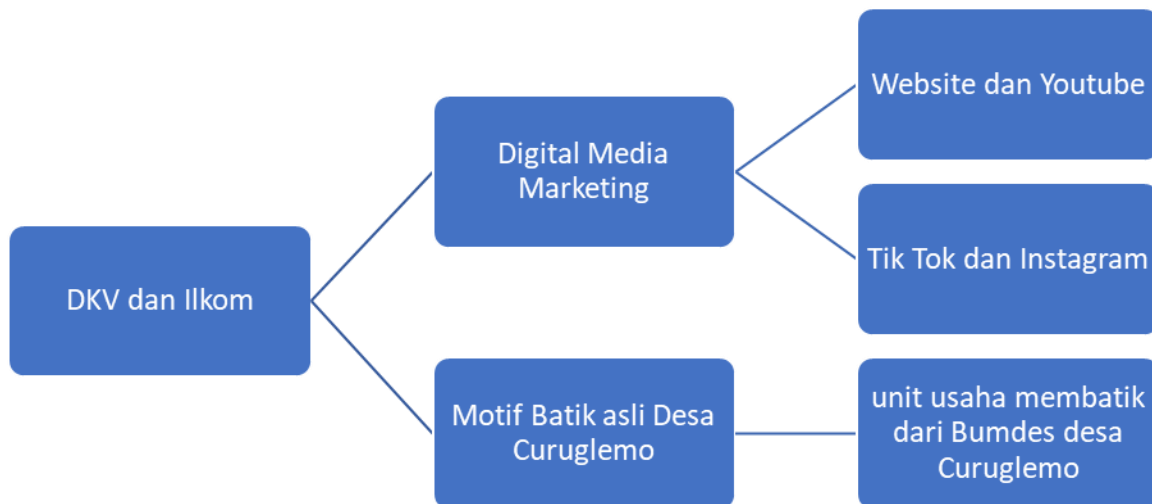 DKV dan Ilkom
Digital Media
Marketing
Website dan Youtube
Tik Tok dan Instagram
Motif Batik asli Desa
Curuglemo
unit usaha membatik
dari Bumdes desa
Curuglemo